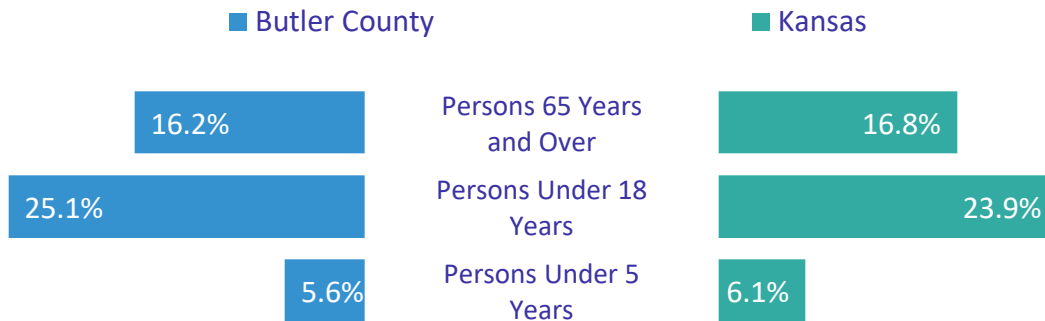 Butler County
Kansas
16.2%
Persons 65 Years
and Over
16.8%
25.1%
Persons Under 18
Years
23.9%
5.6%
Persons Under 5
Years
6.1%